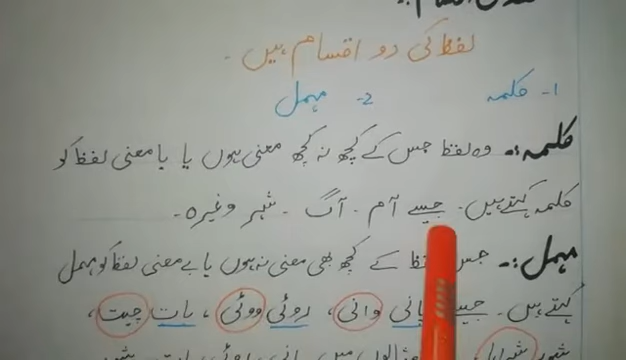 لفظ کی دو اقسام ہیں۔
1- کلمہ 2- مہمل
کلمہ:۔ وہ لفظ جس کے کچھ نہ کچھ معنی ہوں یا بامعنی لفظ کو
کلمہ کہتے ہیں۔ جیسے آم۔ آگ۔ شہر وغیرہ۔
مہمل:۔ جس کے کچھ بھی معنی نہ ہوں یا بے معنی لفظ کو مہمل
کہتے ہیں۔ جیسے پانی وانی، روٹی ووٹی، بات چیت،
میں